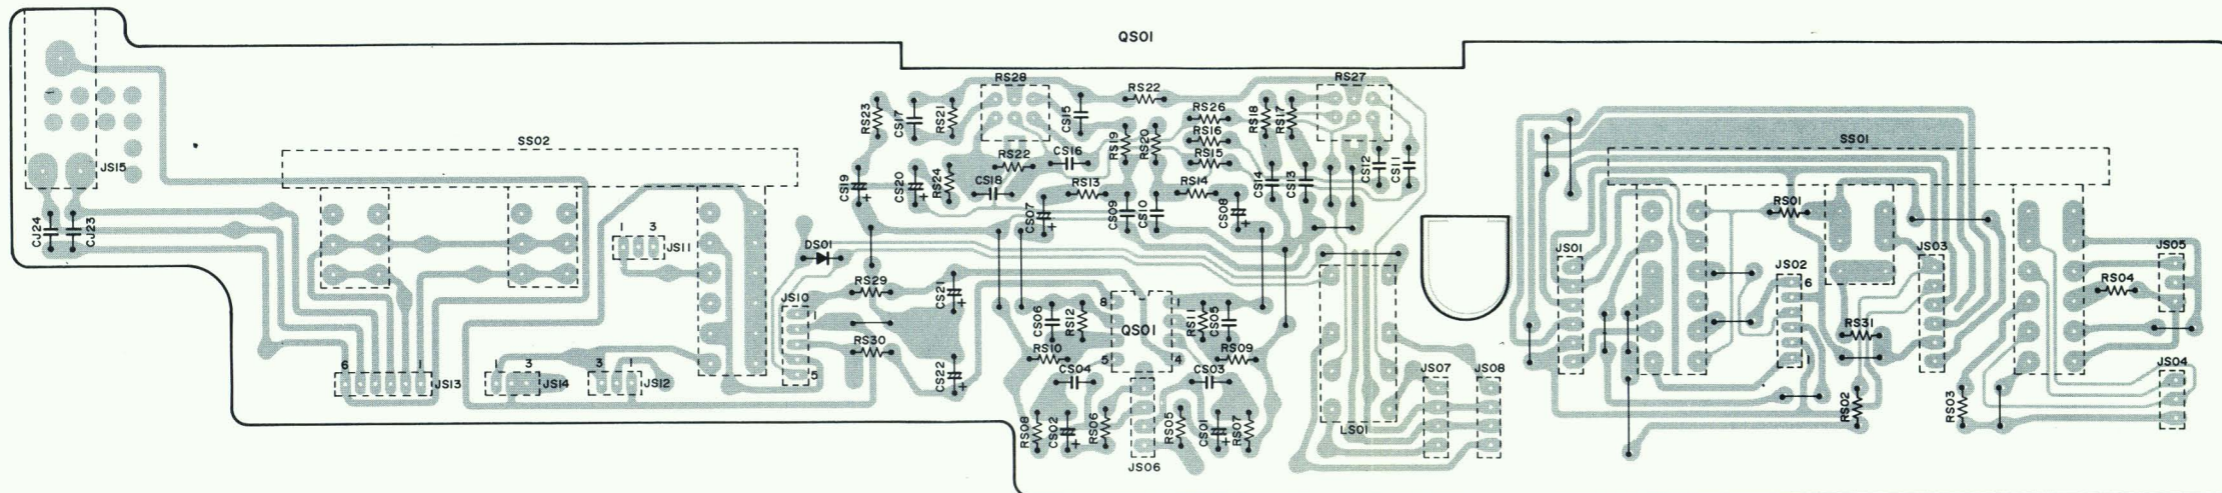 QS01
RS28
RS22
RS27
RS23
CS17
RS21
CS15
RS26
RS18
RS17
RS16
RS19
RS20
RS15
SS02
SS01
JS15
RS22
CS16
CS12
CS11
CS19
+
CS20
+
RS24
CS18
RS13
RS14
CS14
CS13
CS07
+
CS09
CS10
CS08
+
RS01
CJ24
CJ23
1
3
JS11
DS01
JS01
JS03
JS05
JS02
6
RS04
RS29
CS21
+
JS10
1
8
1
CS06
RS12
QS01
RS11
CS05
RS31
RS30
RS10
5
4
RS09
1
6
1
JS13
1
3
JS14
3
1
JS12
5
CS22
+
CS04
CS03
JS07
JS08
JS04
RS08
CS02
+
RS06
RS05
CS01
+
RS07
LS01
RS02
RS03
JS06